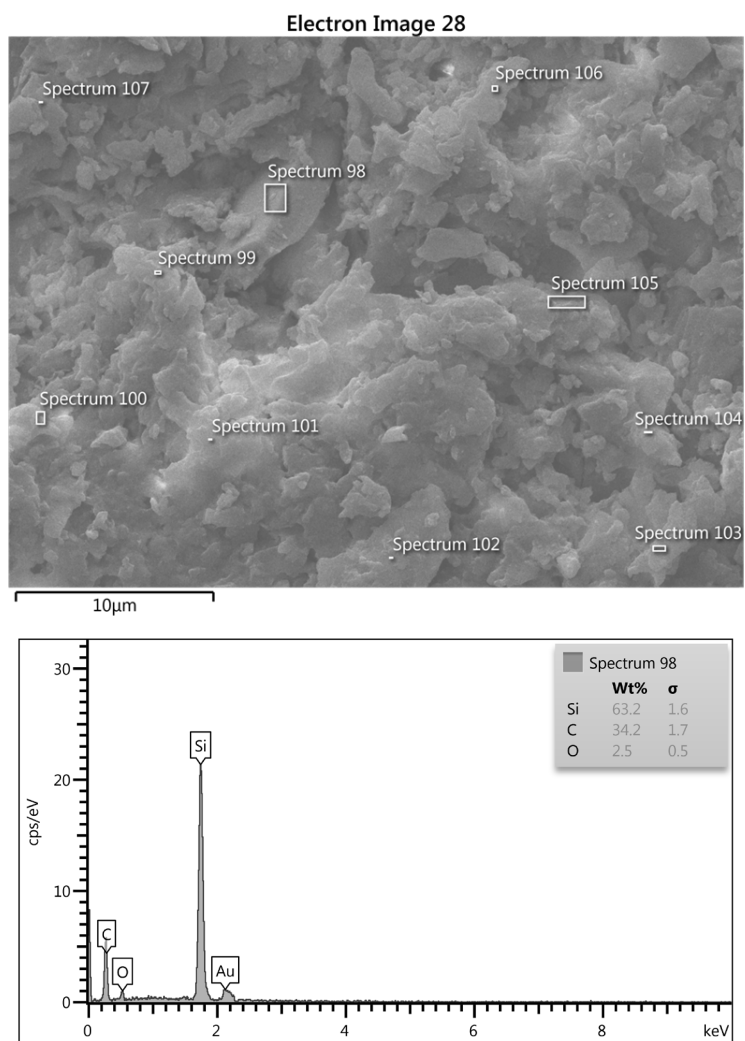 Electron Image 28
Spectrum 107
Spectrum 106
Spectrum 98
Spectrum 99
Spectrum 105
Spectrum 100
Spectrum 101
Spectrum 104
Spectrum 102
Spectrum 103
10µm
Spectrum 98
Wt% σ
Si 63.2 1.6
C 34.2 1.7
O 2.5 0.5
cps/eV
30
20
10
0
Si
C
O
Au
0 2 4 6 8 keV